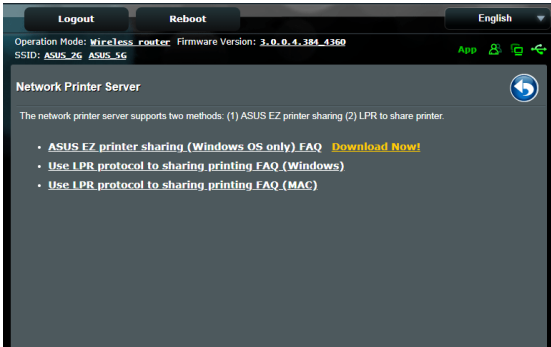 Logout Reboot English
Operation Mode: Wireless router Firmware Version: 3.0.0.4.384_4360
SSID: ASUS_2G ASUS_5G App
Network Printer Server
The network printer server supports two methods: (1) ASUS EZ printer sharing (2) LPR to share printer.
ASUS EZ printer sharing (Windows OS only) FAQ Download Now!
Use LPR protocol to sharing printing FAQ (Windows)
Use LPR protocol to sharing printing FAQ (MAC)